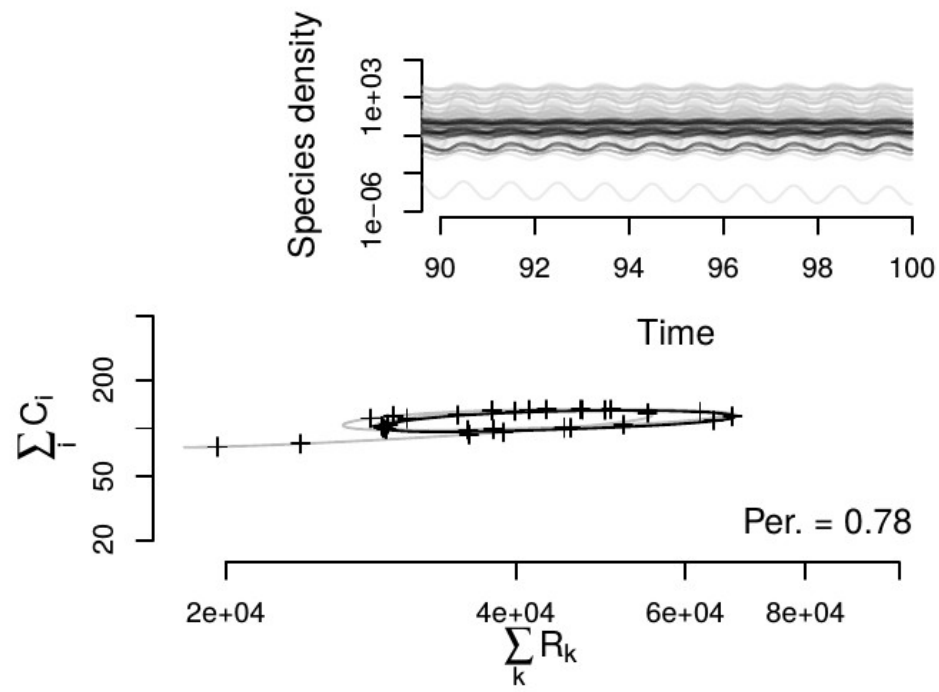 Species density
1e+03
1e−06
90 92 94 96 98 100
Time
∑i Ci
200
50
20
Per. = 0.78
2e+04 4e+04 6e+04 8e+04
∑k Rk